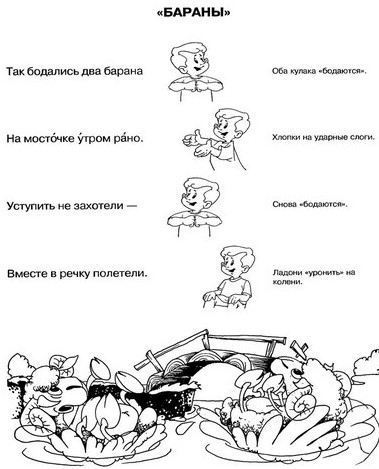 «БАРАНЫ»
Так бодались два барана
Оба кулака «бодаются».
На мосто́чке у́тром ра́но.
Хлопки на ударные слоги.
Уступить не захотели —
Снова «бодаются».
Вместе в речку полетели.
Ладони «уронить» на
колени.